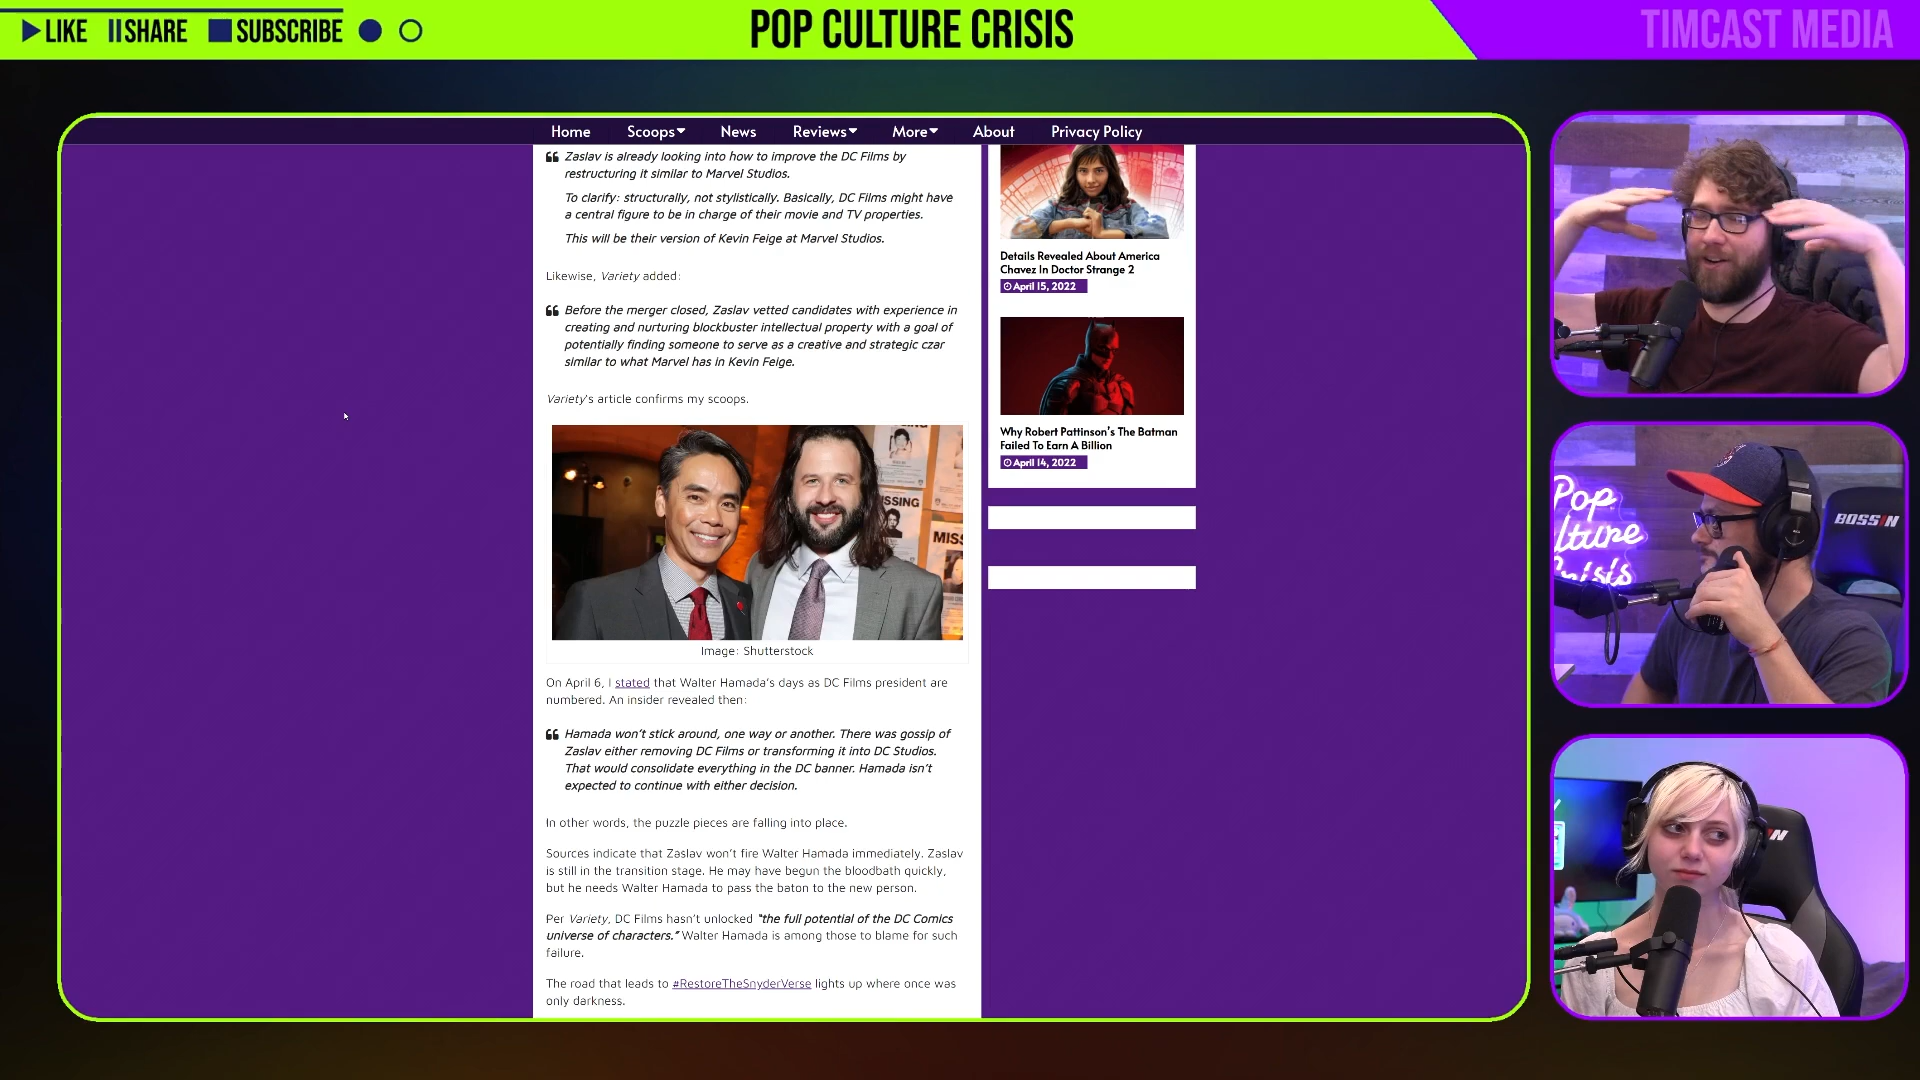 LIKE SHARE SUBSCRIBE
POP CULTURE CRISIS
TIMCAST MEDIA
Home Scoops News Reviews More About Privacy Policy
Zaslav is already looking into how to improve the DC Films by
restructuring it similar to Marvel Studios.
To clarify: structurally, not stylistically. Basically, DC Films might have
a central figure to be in charge of their movie and TV properties.
This will be their version of Kevin Feige at Marvel Studios.
Likewise, Variety added:
Before the merger closed, Zaslav vetted candidates with experience in
creating and nurturing blockbuster intellectual property with a goal of
potentially finding someone to serve as a creative and strategic czar
similar to what Marvel has in Kevin Feige.
Variety's article confirms my scoops.
MISSING
SSING
MISS
Image: Shutterstock
On April 6, I stated that Walter Hamada's days as DC Films president are
numbered. An insider revealed then:
Hamada won't stick around, one way or another. There was gossip of
Zaslav either removing DC Films or transforming it into DC Studios.
That would consolidate everything in the DC banner. Hamada isn't
expected to continue with either decision.
In other words, the puzzle pieces are falling into place.
Sources indicate that Zaslav won't fire Walter Hamada immediately. Zaslav
is still in the transition stage. He may have begun the bloodbath quickly,
but he needs Walter Hamada to pass the baton to the new person.
Per Variety, DC Films hasn't unlocked "the full potential of the DC Comics
universe of characters." Walter Hamada is among those to blame for such
failure.
The road that leads to #RestoreTheSnyderVerse lights up where once was
only darkness.
Details Revealed About America
Chavez In Doctor Strange 2
April 15, 2022
Why Robert Pattinson's The Batman
Failed To Earn A Billion
April 14, 2022
Pop
lture
Crisis
BOSSIN
IN